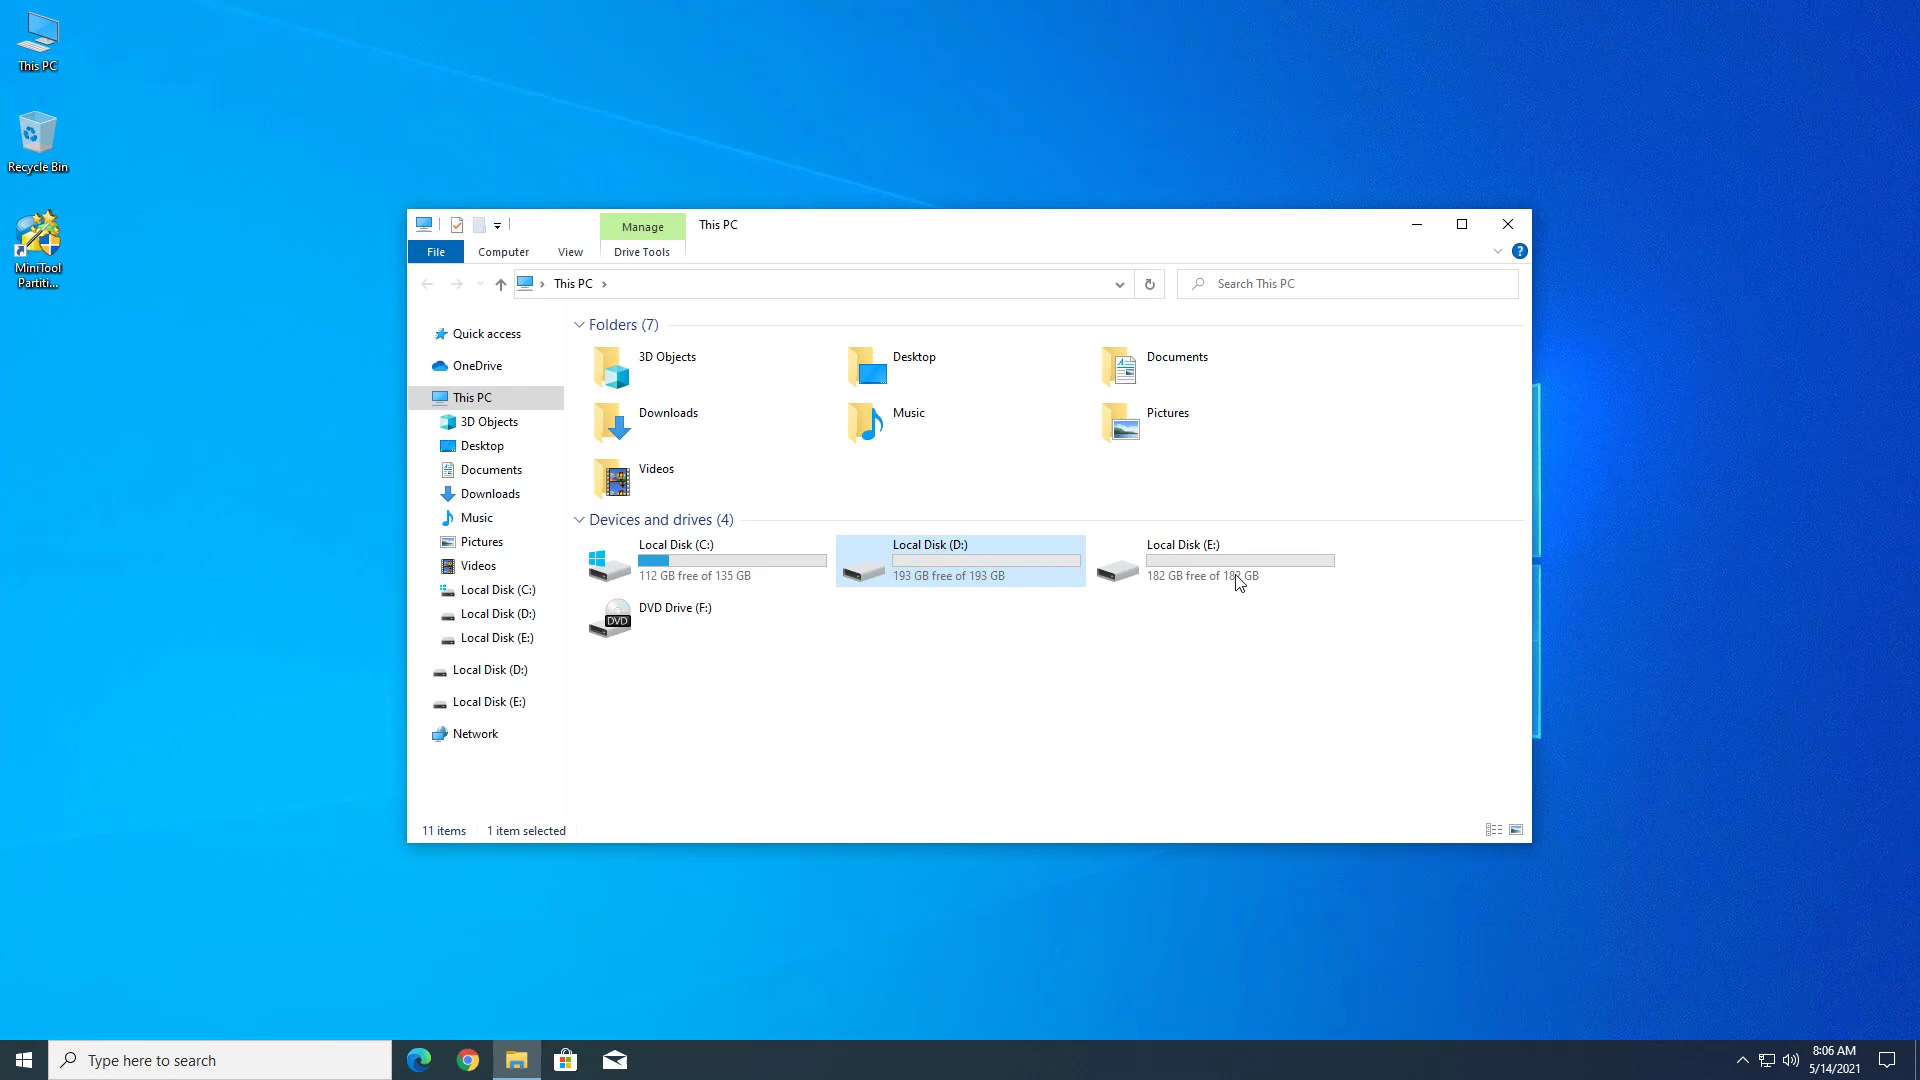 This PC
Recycle Bin
MiniTool
Partiti...
Manage
This PC
File
Computer
View
Drive Tools
?
This PC
Search This PC
Quick access
OneDrive
This PC
3D Objects
Desktop
Documents
Downloads
Music
Pictures
Videos
Local Disk (C:)
Local Disk (D:)
Local Disk (E:)
Local Disk (D:)
Local Disk (E:)
Network
Folders (7)
3D Objects
Desktop
Documents
Downloads
Music
Pictures
Videos
Devices and drives (4)
Local Disk (C:)
112 GB free of 135 GB
Local Disk (D:)
193 GB free of 193 GB
Local Disk (E:)
182 GB free of GB
DVD
DVD Drive (F:)
11 items
1 item selected
Type here to search
8:06 AM
5/14/2021